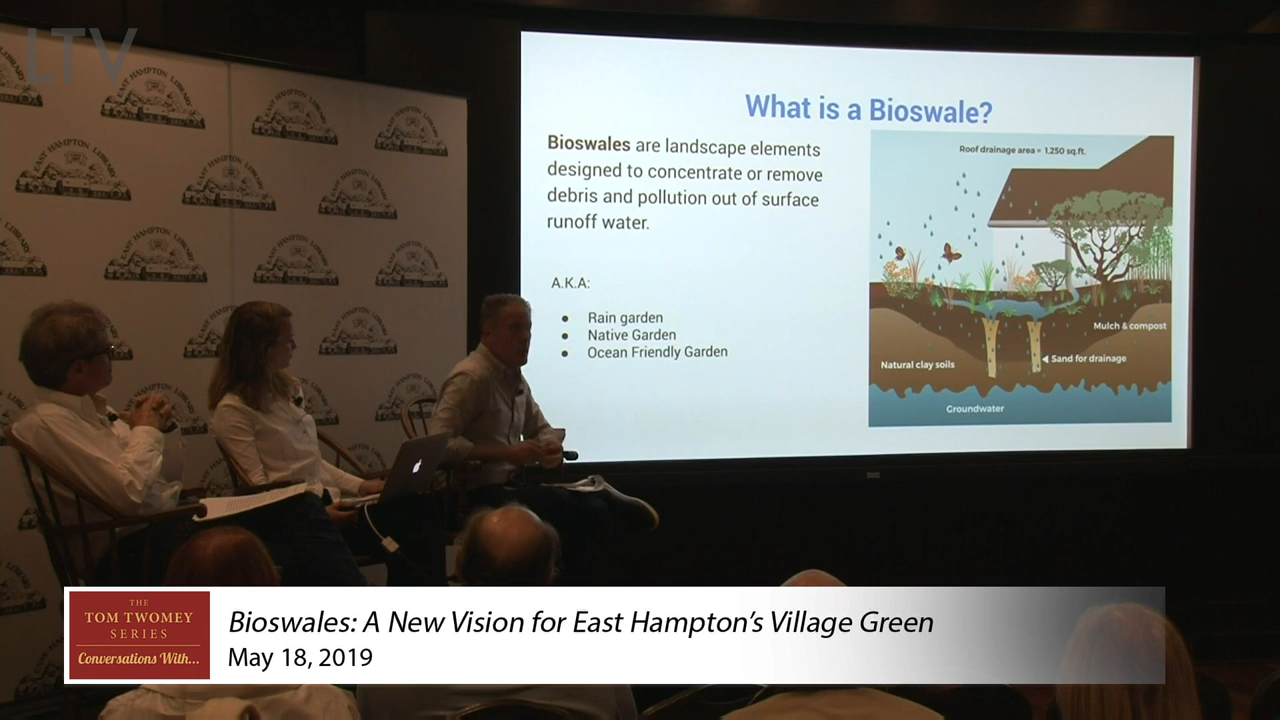 LTV
EAST HAMPTON LIBRARY
What is a Bioswale?
Bioswales are landscape elements
designed to concentrate or remove
debris and pollution out of surface
runoff water.
A.K.A:
● Rain garden
● Native Garden
● Ocean Friendly Garden
Roof drainage area = 1,250 sq.ft.
Mulch & compost
Natural clay soils
Sand for drainage
Groundwater
THE
TOM TWOMEY
SERIES
Conversations With...
Bioswales: A New Vision for East Hampton's Village Green
May 18, 2019